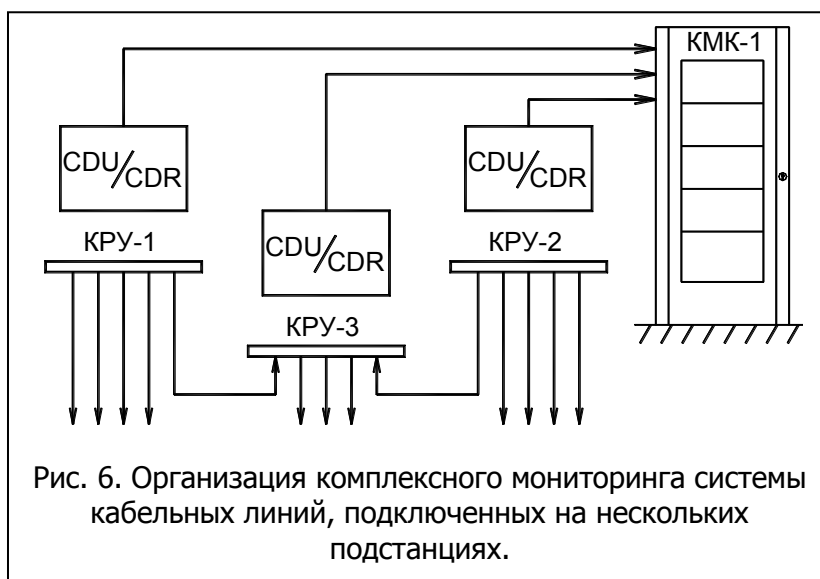 КМК-1
CDU/CDR
CDU/CDR
CDU/CDR
КРУ-1
КРУ-2
КРУ-3
Рис. 6. Организация комплексного мониторинга системы
кабельных линий, подключенных на нескольких
подстанциях.